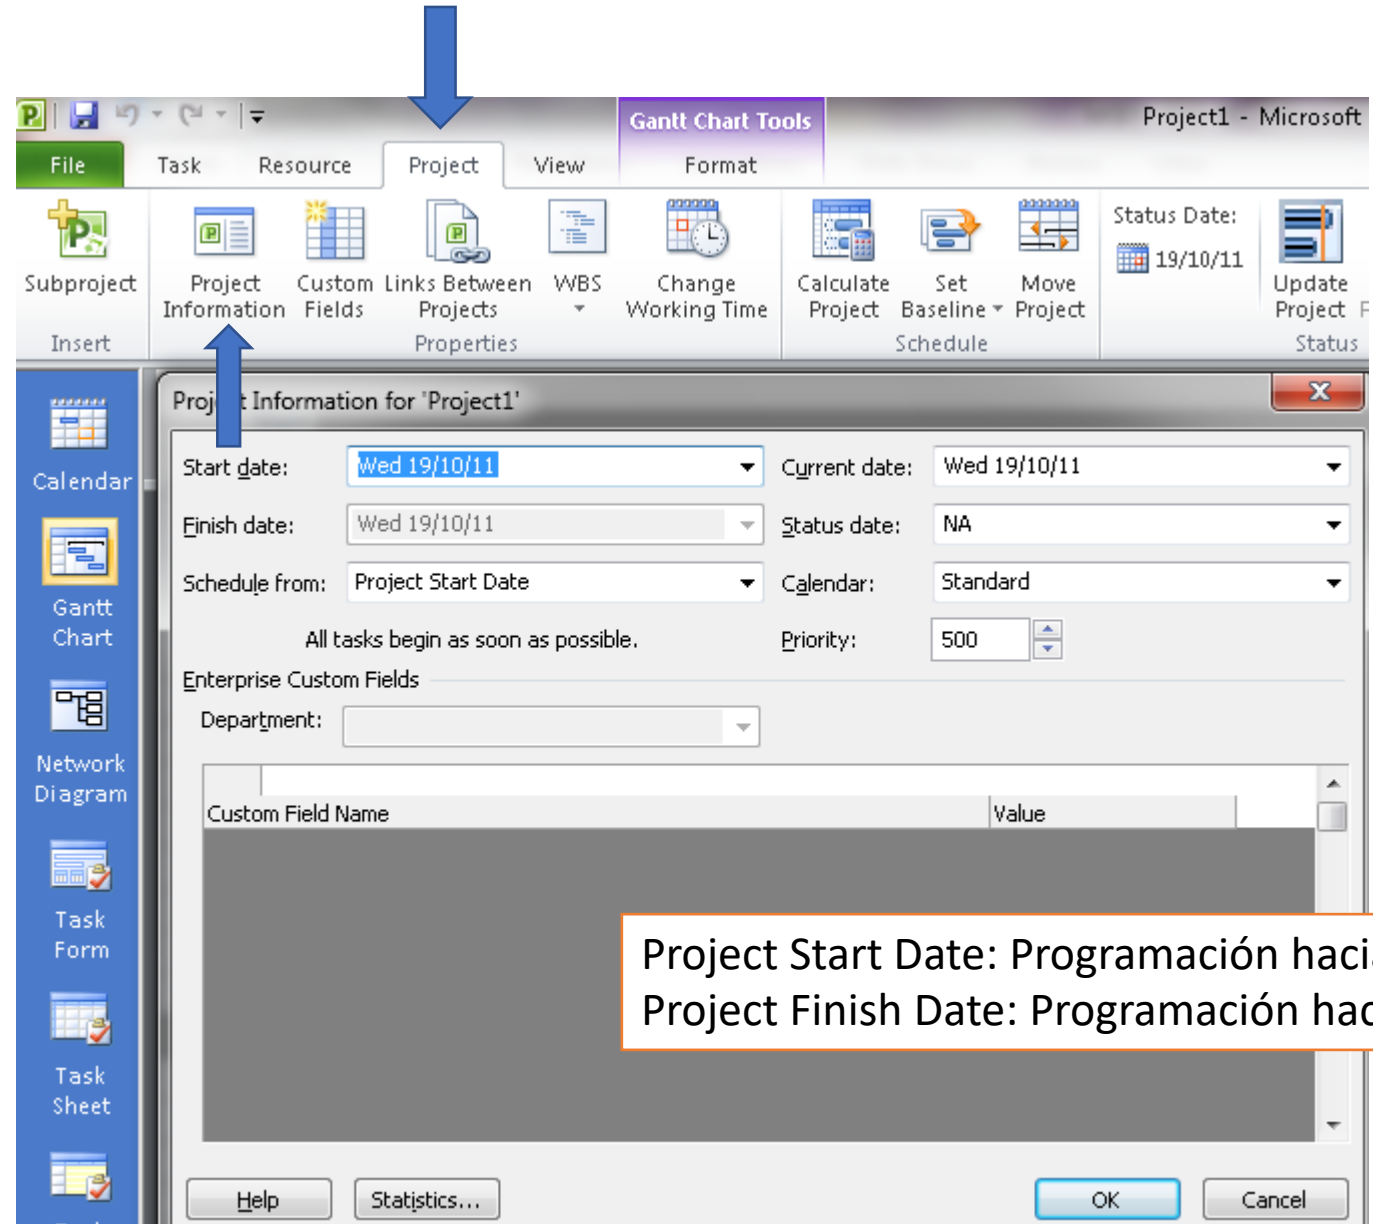 Gantt Chart Tools
Project1 - Microsoft
File Task Resource Project View Format
Subproject
Project Information
Custom Fields
Links Between Projects
WBS
Change Working Time
Calculate Project
Set Baseline
Move Project
Status Date:
19/10/11
Update Project
Insert Properties Schedule Status
Project Information for 'Project1'
Start date: Wed 19/10/11 Current date: Wed 19/10/11
Finish date: Wed 19/10/11 Status date: NA
Schedule from: Project Start Date Calendar: Standard
All tasks begin as soon as possible. Priority: 500
Enterprise Custom Fields
Department:
Custom Field Name Value
Project Start Date: Programación haci
Project Finish Date: Programación hac
Help Statistics... OK Cancel
Calendar
Gantt
Chart
Network
Diagram
Task
Form
Task
Sheet